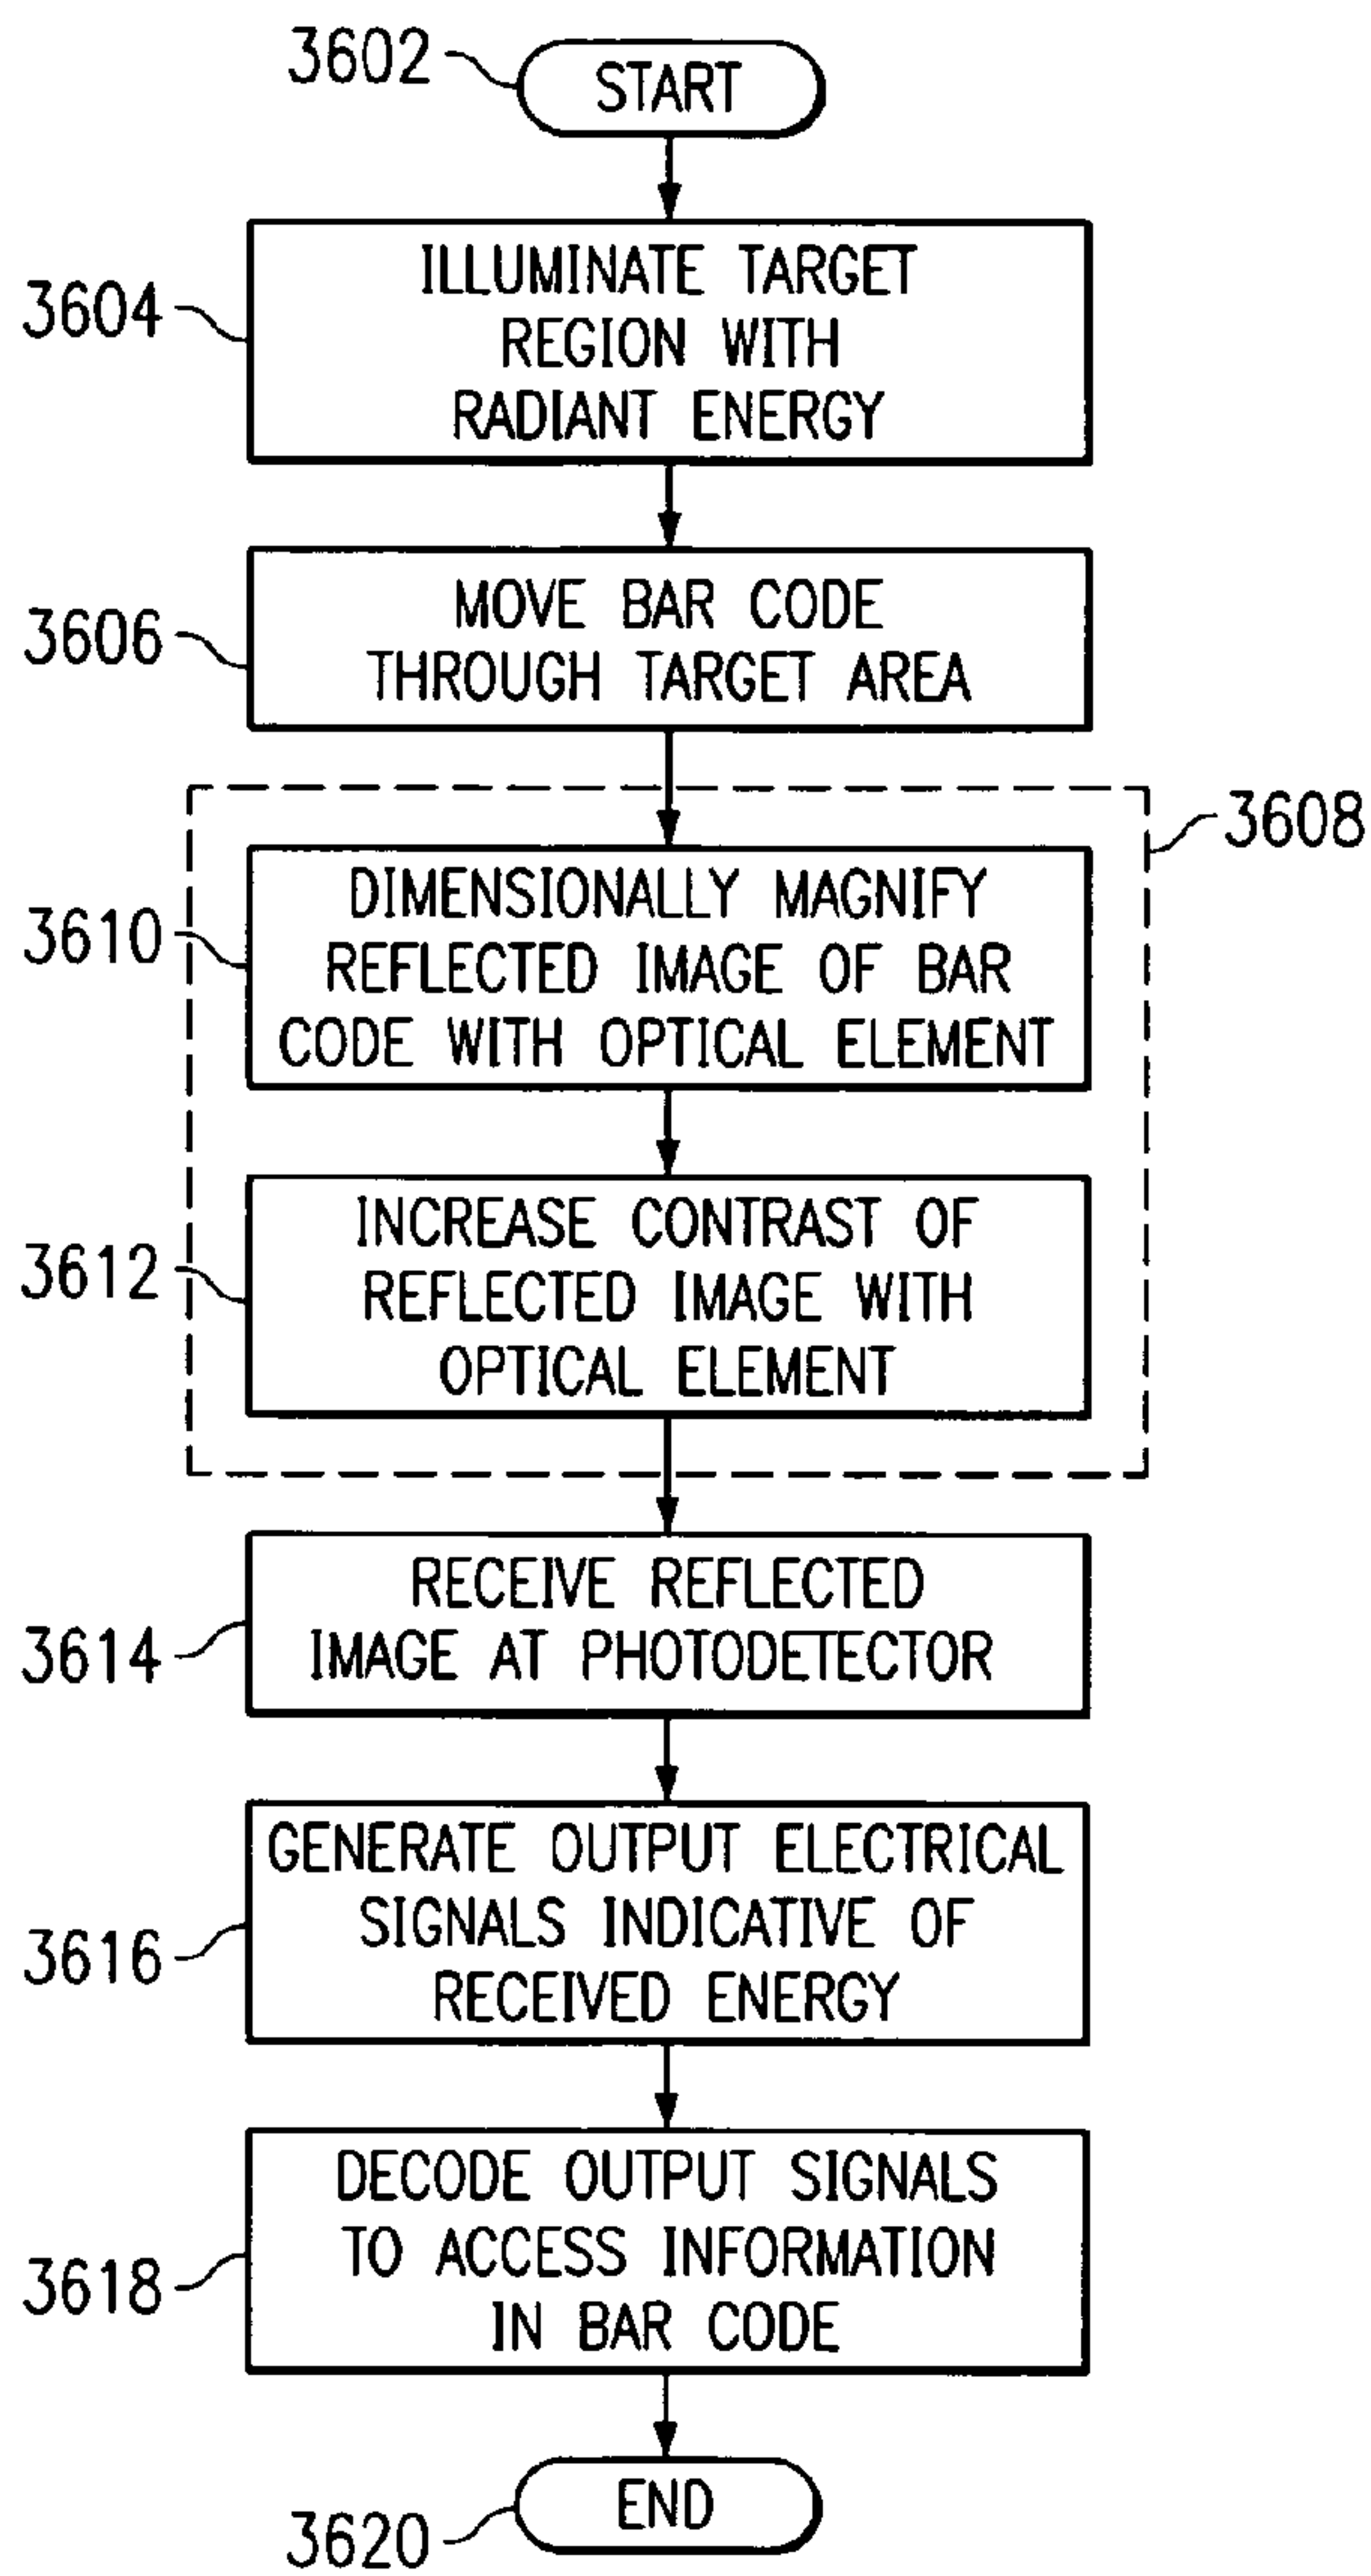 3602
START
3604
ILLUMINATE TARGET
REGION WITH
RADIANT ENERGY
3606
MOVE BAR CODE
THROUGH TARGET AREA
3608
3610
DIMENSIONALLY MAGNIFY
REFLECTED IMAGE OF BAR
CODE WITH OPTICAL ELEMENT
3612
INCREASE CONTRAST OF
REFLECTED IMAGE WITH
OPTICAL ELEMENT
3614
RECEIVE REFLECTED
IMAGE AT PHOTODETECTOR
3616
GENERATE OUTPUT ELECTRICAL
SIGNALS INDICATIVE OF
RECEIVED ENERGY
3618
DECODE OUTPUT SIGNALS
TO ACCESS INFORMATION
IN BAR CODE
3620
END